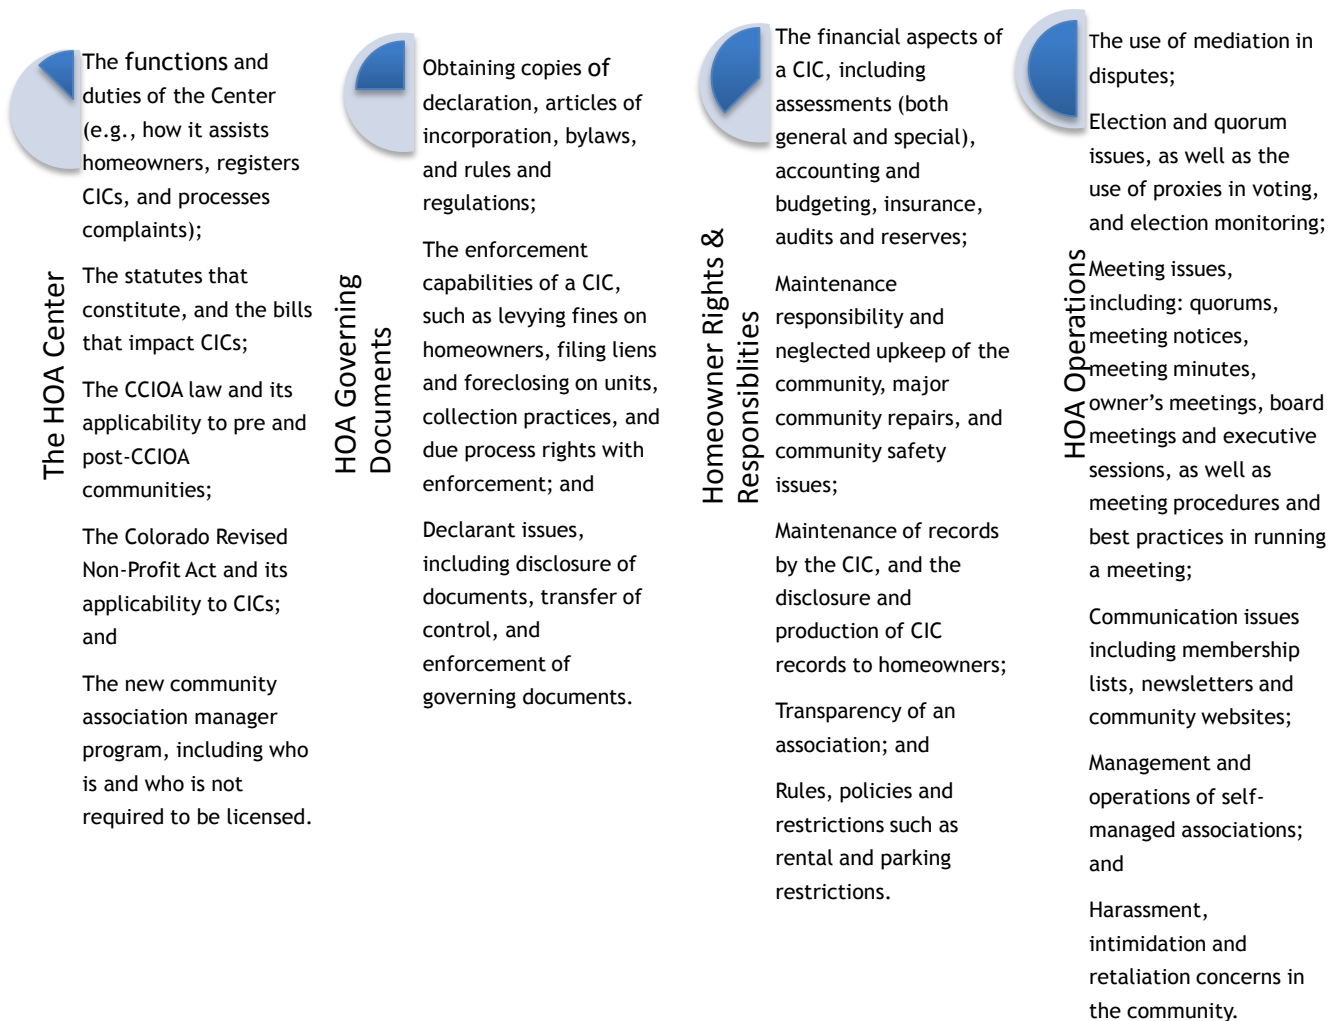 The HOA Center
The functions and
duties of the Center
(e.g., how it assists
homeowners, registers
CICs, and processes
complaints);
The statutes that
constitute, and the bills
that impact CICs;
The CCIOA law and its
applicability to pre and
post-CCIOA
communities;
The Colorado Revised
Non-Profit Act and its
applicability to CICs;
and
The new community
association manager
program, including who
is and who is not
required to be licensed.
HOA Governing
Documents
Obtaining copies of
declaration, articles of
incorporation, bylaws,
and rules and
regulations;
The enforcement
capabilities of a CIC,
such as levying fines on
homeowners, filing liens
and foreclosing on units,
collection practices, and
due process rights with
enforcement; and
Declarant issues,
including disclosure of
documents, transfer of
control, and
enforcement of
governing documents.
Homeowner Rights &
Responsiblities
The financial aspects of
a CIC, including
assessments (both
general and special),
accounting and
budgeting, insurance,
audits and reserves;
Maintenance
responsibility and
neglected upkeep of the
community, major
community repairs, and
community safety
issues;
Maintenance of records
by the CIC, and the
disclosure and
production of CIC
records to homeowners;
Transparency of an
association; and
Rules, policies and
restrictions such as
rental and parking
restrictions.
HOA Operations
The use of mediation in
disputes;
Election and quorum
issues, as well as the
use of proxies in voting,
and election monitoring;
Meeting issues,
including: quorums,
meeting notices,
meeting minutes,
owner's meetings, board
meetings and executive
sessions, as well as
meeting procedures and
best practices in running
a meeting;
Communication issues
including membership
lists, newsletters and
community websites;
Management and
operations of self-
managed associations;
and
Harassment,
intimidation and
retaliation concerns in
the community.